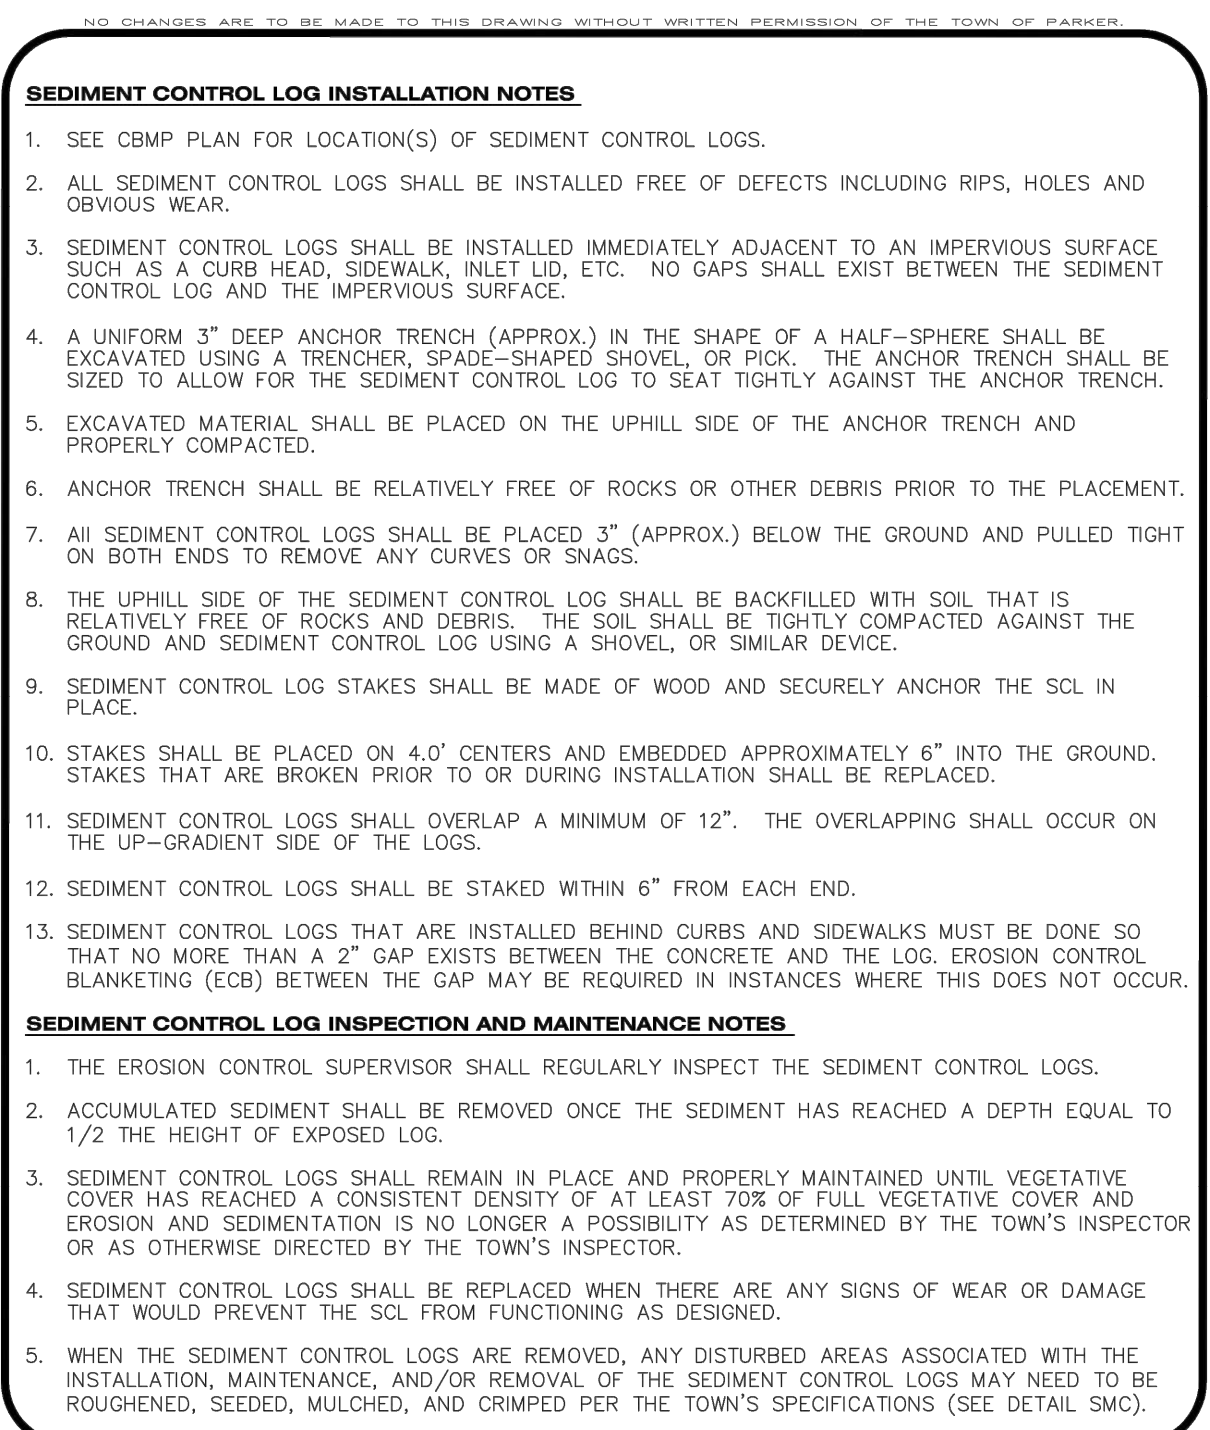 NO CHANGES ARE TO BE MADE TO THIS DRAWING WITHOUT WRITTEN PERMISSION OF THE TOWN OF PARKER.
SEDIMENT CONTROL LOG INSTALLATION NOTES
1. SEE CBMP PLAN FOR LOCATION(S) OF SEDIMENT CONTROL LOGS.
2. ALL SEDIMENT CONTROL LOGS SHALL BE INSTALLED FREE OF DEFECTS INCLUDING RIPS, HOLES AND
OBVIOUS WEAR.
3. SEDIMENT CONTROL LOGS SHALL BE INSTALLED IMMEDIATELY ADJACENT TO AN IMPERVIOUS SURFACE
SUCH AS A CURB HEAD, SIDEWALK, INLET LID, ETC. NO GAPS SHALL EXIST BETWEEN THE SEDIMENT
CONTROL LOG AND THE IMPERVIOUS SURFACE.
4. A UNIFORM 3" DEEP ANCHOR TRENCH (APPROX.) IN THE SHAPE OF A HALF-SPHERE SHALL BE
EXCAVATED USING A TRENCHER, SPADE-SHAPED SHOVEL, OR PICK. THE ANCHOR TRENCH SHALL BE
SIZED TO ALLOW FOR THE SEDIMENT CONTROL LOG TO SEAT TIGHTLY AGAINST THE ANCHOR TRENCH.
5. EXCAVATED MATERIAL SHALL BE PLACED ON THE UPHILL SIDE OF THE ANCHOR TRENCH AND
PROPERLY COMPACTED.
6. ANCHOR TRENCH SHALL BE RELATIVELY FREE OF ROCKS OR OTHER DEBRIS PRIOR TO THE PLACEMENT.
7. All SEDIMENT CONTROL LOGS SHALL BE PLACED 3" (APPROX.) BELOW THE GROUND AND PULLED TIGHT
ON BOTH ENDS TO REMOVE ANY CURVES OR SNAGS.
8. THE UPHILL SIDE OF THE SEDIMENT CONTROL LOG SHALL BE BACKFILLED WITH SOIL THAT IS
RELATIVELY FREE OF ROCKS AND DEBRIS. THE SOIL SHALL BE TIGHTLY COMPACTED AGAINST THE
GROUND AND SEDIMENT CONTROL LOG USING A SHOVEL, OR SIMILAR DEVICE.
9. SEDIMENT CONTROL LOG STAKES SHALL BE MADE OF WOOD AND SECURELY ANCHOR THE SCL IN
PLACE.
10. STAKES SHALL BE PLACED ON 4.0' CENTERS AND EMBEDDED APPROXIMATELY 6" INTO THE GROUND.
STAKES THAT ARE BROKEN PRIOR TO OR DURING INSTALLATION SHALL BE REPLACED.
11. SEDIMENT CONTROL LOGS SHALL OVERLAP A MINIMUM OF 12". THE OVERLAPPING SHALL OCCUR ON
THE UP-GRADIENT SIDE OF THE LOGS.
12. SEDIMENT CONTROL LOGS SHALL BE STAKED WITHIN 6" FROM EACH END.
13. SEDIMENT CONTROL LOGS THAT ARE INSTALLED BEHIND CURBS AND SIDEWALKS MUST BE DONE SO
THAT NO MORE THAN A 2" GAP EXISTS BETWEEN THE CONCRETE AND THE LOG. EROSION CONTROL
BLANKETING (ECB) BETWEEN THE GAP MAY BE REQUIRED IN INSTANCES WHERE THIS DOES NOT OCCUR.
SEDIMENT CONTROL LOG INSPECTION AND MAINTENANCE NOTES
1. THE EROSION CONTROL SUPERVISOR SHALL REGULARLY INSPECT THE SEDIMENT CONTROL LOGS.
2. ACCUMULATED SEDIMENT SHALL BE REMOVED ONCE THE SEDIMENT HAS REACHED A DEPTH EQUAL TO
1/2 THE HEIGHT OF EXPOSED LOG.
3. SEDIMENT CONTROL LOGS SHALL REMAIN IN PLACE AND PROPERLY MAINTAINED UNTIL VEGETATIVE
COVER HAS REACHED A CONSISTENT DENSITY OF AT LEAST 70% OF FULL VEGETATIVE COVER AND
EROSION AND SEDIMENTATION IS NO LONGER A POSSIBILITY AS DETERMINED BY THE TOWN'S INSPECTOR
OR AS OTHERWISE DIRECTED BY THE TOWN'S INSPECTOR.
4. SEDIMENT CONTROL LOGS SHALL BE REPLACED WHEN THERE ARE ANY SIGNS OF WEAR OR DAMAGE
THAT WOULD PREVENT THE SCL FROM FUNCTIONING AS DESIGNED.
5. WHEN THE SEDIMENT CONTROL LOGS ARE REMOVED, ANY DISTURBED AREAS ASSOCIATED WITH THE
INSTALLATION, MAINTENANCE, AND/OR REMOVAL OF THE SEDIMENT CONTROL LOGS MAY NEED TO BE
ROUGHENED, SEEDED, MULCHED, AND CRIMPED PER THE TOWN'S SPECIFICATIONS (SEE DETAIL SMC).